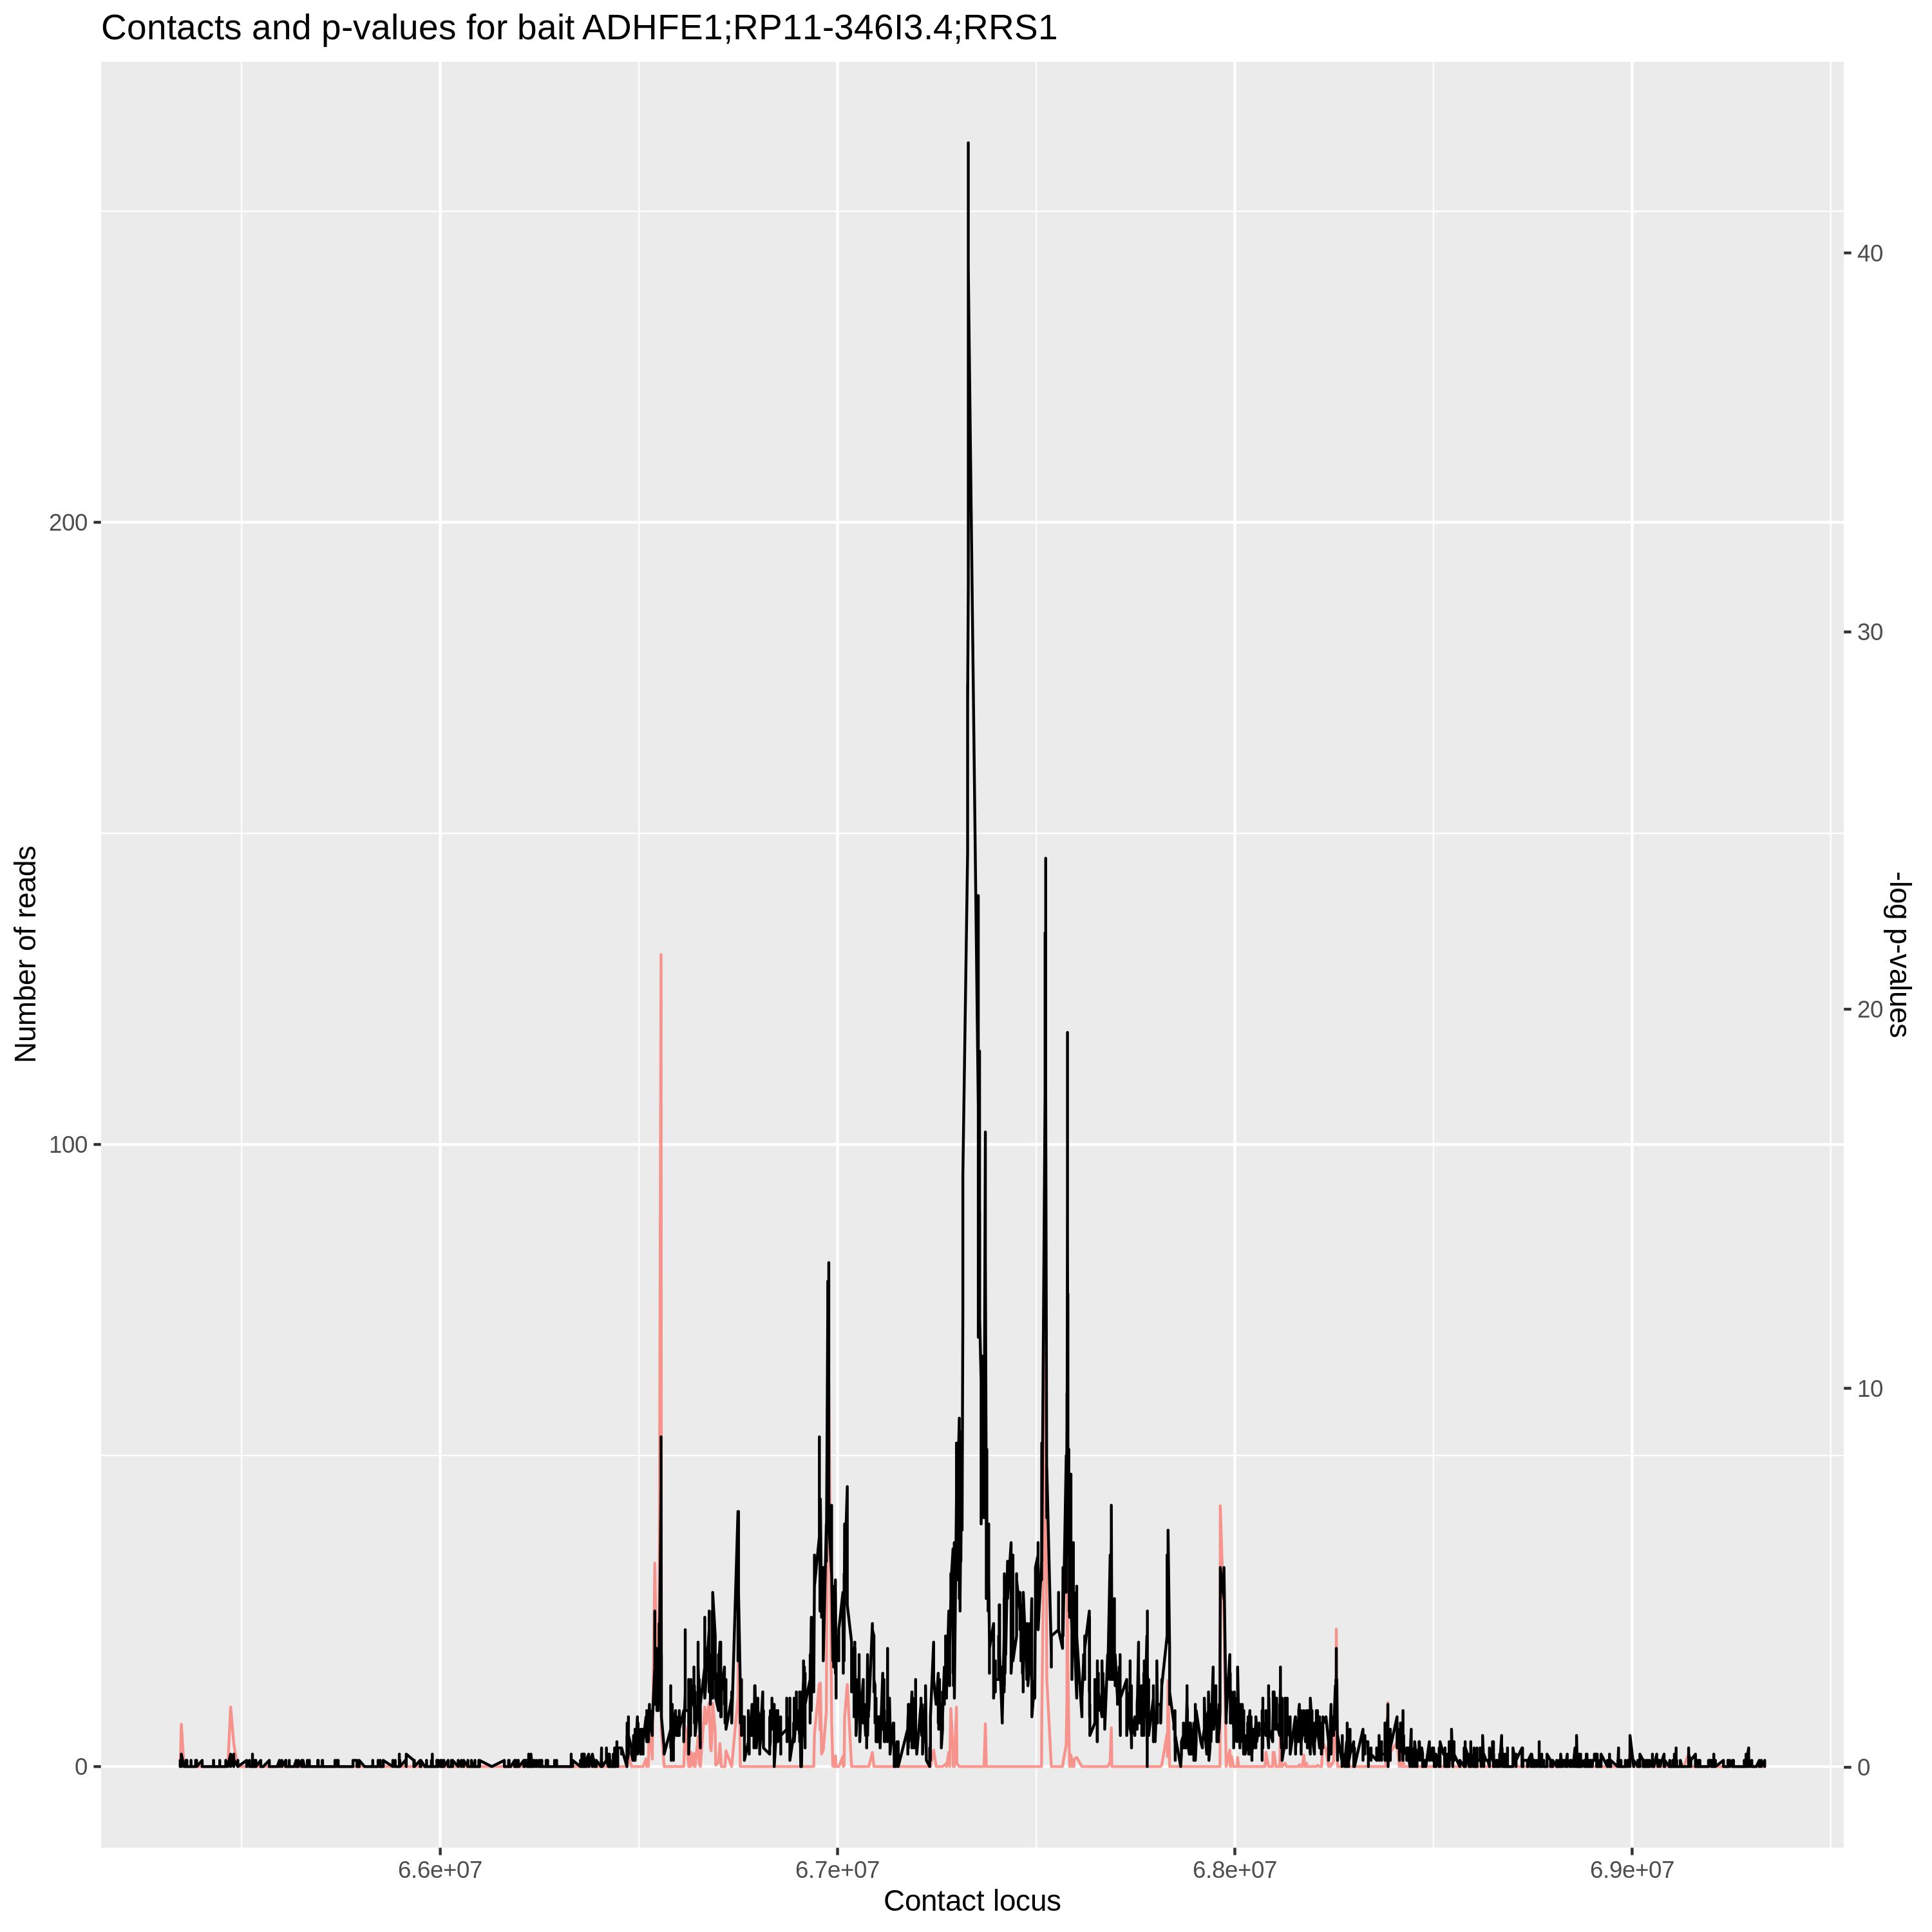 Contacts and p-values for bait ADHFE1;RP11-346I3.4;RRS1
Number of reads
200
100
0
40
30
20
10
0
-log p-values
6.6e+07
6.7e+07
6.8e+07
6.9e+07
Contact locus